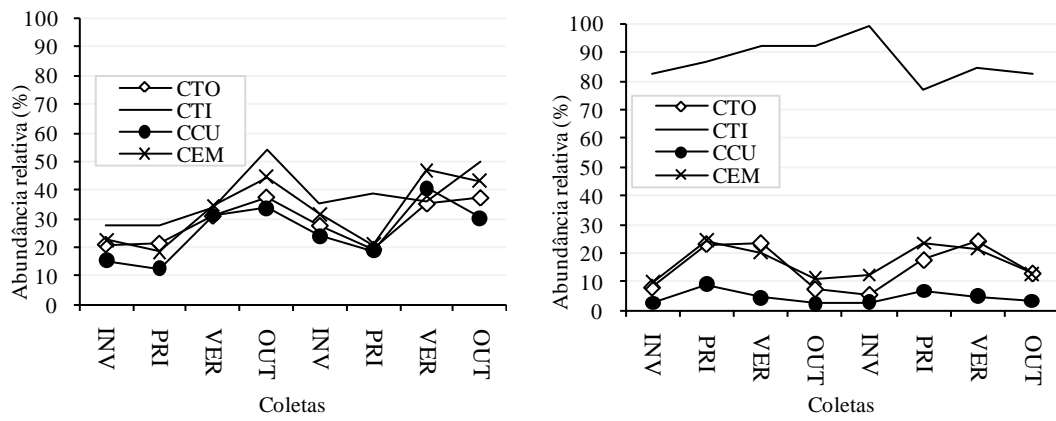 Abundância relativa (%)
100
90
80
70
60
50
40
30
20
10
0
CTO
CTI
CCU
CEM
INV
PRI
VER
OUT
INV
PRI
VER
OUT
Coletas
Abundância relativa (%)
100
90
80
70
60
50
40
30
20
10
0
CTO
CTI
CCU
CEM
INV
PRI
VER
OUT
INV
PRI
VER
OUT
Coletas